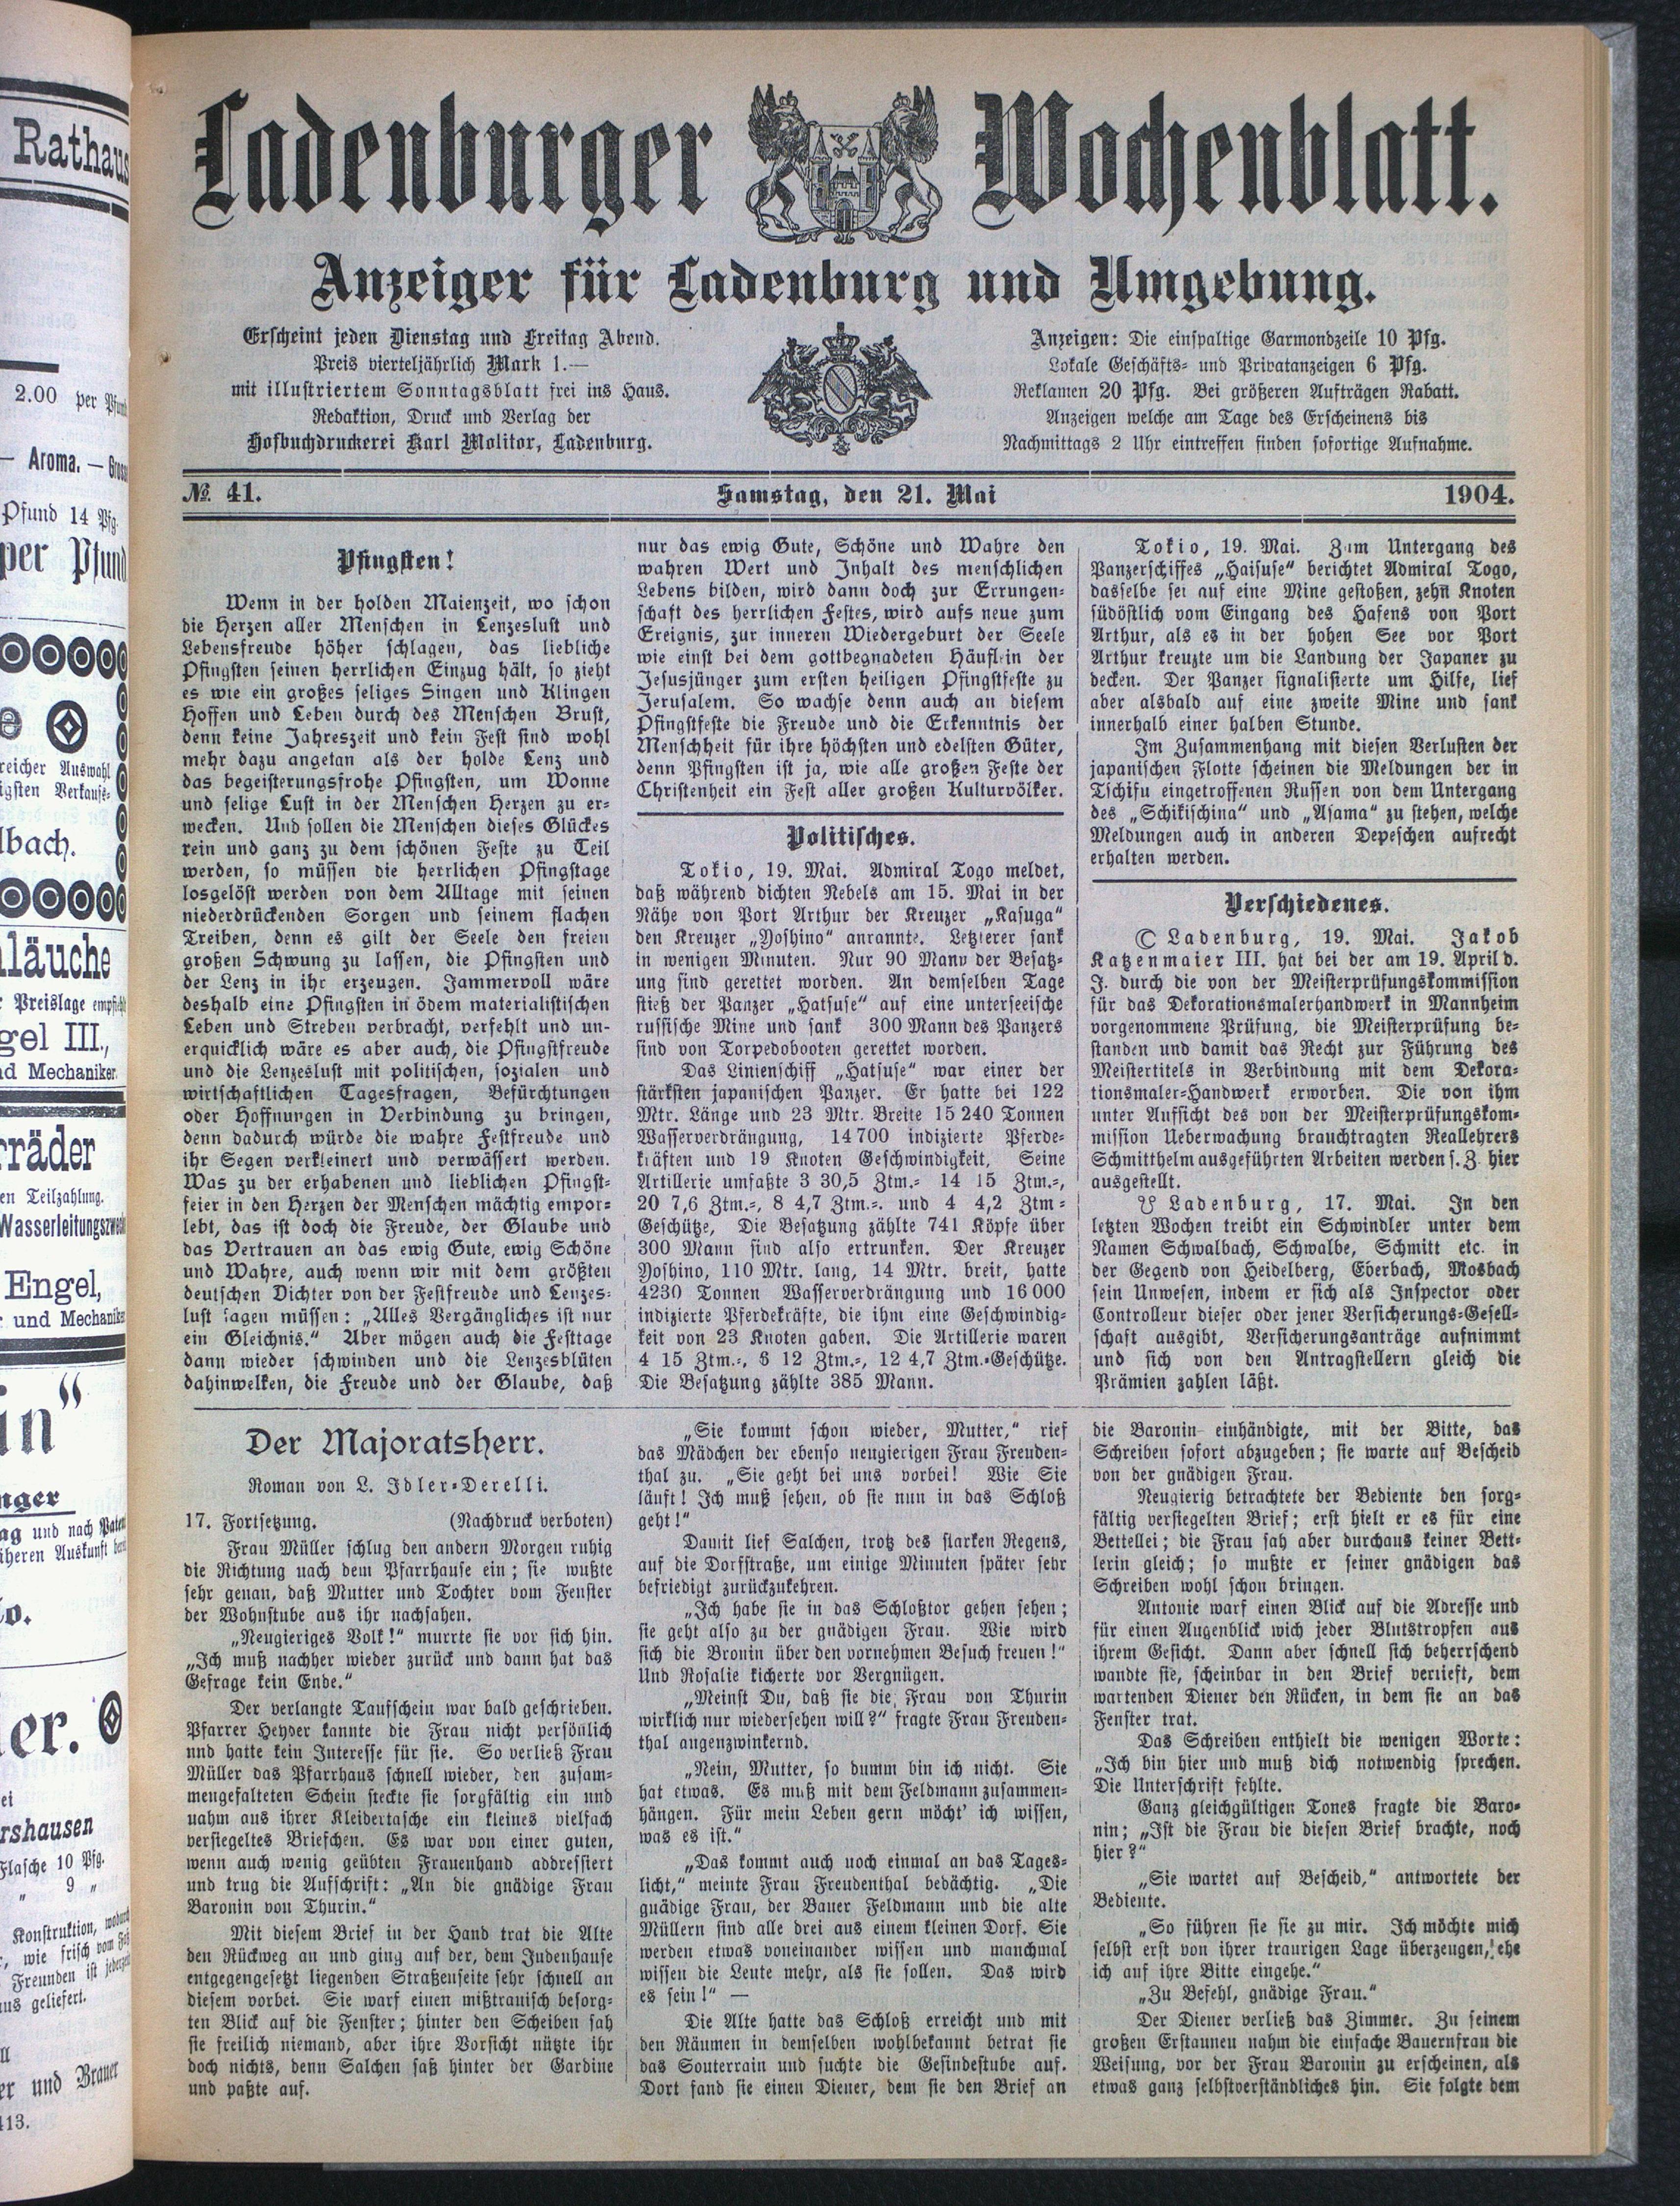 Rathaus
2.00 per Pfund
— Aroma. —
Pfund 14 Pfg.
per Pfund
reicher Auswahl
igsten Verkaufs-
lbach.
läuche
r Preislage empfiehlt
gel III.,
nd Mechaniker.
rräder
en Teilzahlung.
Wasserleitungszwecke
Engel,
r und Mechaniker
in“
nger
ag und nach
äheren Auskunft
o.
er.
ei
rshausen
Flasche 10 Pfg.
„ 9 „
Konstruktion,
, wie frisch vom Faß
Freunden ist jederzeit
us geliefert.
er und Brauer
413.
Ladenburger Wochenblatt.
Anzeiger für Ladenburg und Umgebung.
Erscheint jeden Dienstag und Freitag Abend.
Preis vierteljährlich Mark 1.—
mit illustriertem Sonntagsblatt frei ins Haus.
Redaktion, Druck und Verlag der
Hofbuchdruckerei Karl Molitor, Ladenburg.
Anzeigen: Die einspaltige Garmondzeile 10 Pfg.
Lokale Geschäfts- und Privatanzeigen 6 Pfg.
Reklamen 20 Pfg. Bei größeren Aufträgen Rabatt.
Anzeigen welche am Tage des Erscheinens bis
Nachmittags 2 Uhr eintreffen finden sofortige Aufnahme.
№ 41. Samstag, den 21. Mai 1904.
Pfingsten!
Wenn in der holden Maienzeit, wo schon
die Herzen aller Menschen in Lenzeslust und
Lebensfreude höher schlagen, das liebliche
Pfingsten seinen herrlichen Einzug hält, so zieht
es wie ein großes seliges Singen und Klingen
Hoffen und Leben durch des Menschen Brust,
denn keine Jahreszeit und kein Fest sind wohl
mehr dazu angetan als der holde Lenz und
das begeisterungsfrohe Pfingsten, um Wonne
und selige Lust in der Menschen Herzen zu er-
wecken. Und sollen die Menschen dieses Glückes
rein und ganz zu dem schönen Feste zu Teil
werden, so müssen die herrlichen Pfingstage
losgelöst werden von dem Alltage mit seinen
niederdrückenden Sorgen und seinem flachen
Treiben, denn es gilt der Seele den freien
großen Schwung zu lassen, die Pfingsten und
der Lenz in ihr erzeugen. Jammervoll wäre
deshalb eine Pfingsten in ödem materialistischen
Leben und Streben verbracht, verfehlt und un-
erquicklich wäre es aber auch, die Pfingstfreude
und die Lenzeslust mit politischen, sozialen und
wirtschaftlichen Tagesfragen, Befürchtungen
oder Hoffnungen in Verbindung zu bringen,
denn dadurch würde die wahre Festfreude und
ihr Segen verkleinert und verwässert werden.
Was zu der erhabenen und lieblichen Pfingst-
feier in den Herzen der Menschen mächtig empor-
lebt, das ist doch die Freude, der Glaube und
das Vertrauen an das ewig Gute, ewig Schöne
und Wahre, auch wenn wir mit dem größten
deutschen Dichter von der Festfreude und Lenzes-
lust sagen müssen: „Alles Vergängliches ist nur
ein Gleichnis.“ Aber mögen auch die Festtage
dann wieder schwinden und die Lenzesblüten
dahinwelken, die Freude und der Glaube, daß
nur das ewig Gute, Schöne und Wahre den
wahren Wert und Inhalt des menschlichen
Lebens bilden, wird dann doch zur Errungen-
schaft des herrlichen Festes, wird aufs neue zum
Ereignis, zur inneren Wiedergeburt der Seele
wie einst bei dem gottbegnadeten Häuflein der
Jesusjünger zum ersten heiligen Pfingstfeste zu
Jerusalem. So wachse denn auch an diesem
Pfingstfeste die Freude und die Erkenntnis der
Menschheit für ihre höchsten und edelsten Güter,
denn Pfingsten ist ja, wie alle großen Feste der
Christenheit ein Fest aller großen Kulturvölker.
Politisches.
Tokio, 19. Mai. Admiral Togo meldet,
daß während dichten Nebels am 15. Mai in der
Nähe von Port Arthur der Kreuzer „Kasuga“
den Kreuzer „Yoshino“ anrannte. Letzterer sank
in wenigen Minuten. Nur 90 Mann der Besatz-
ung sind gerettet worden. An demselben Tage
stieß der Panzer „Hatsuse“ auf eine unterseeische
russische Mine und sank 300 Mann des Panzers
sind von Torpedobooten gerettet worden.
Das Linienschiff „Hatsuse“ war einer der
stärksten japanischen Panzer. Er hatte bei 122
Mtr. Länge und 23 Mtr. Breite 15 240 Tonnen
Wasserverdrängung, 14 700 indizierte Pferde-
kräften und 19 Knoten Geschwindigkeit, Seine
Artillerie umfaßte 3 30,5 Ztm.- 14 15 Ztm.-,
20 7,6 Ztm.-, 8 4,7 Ztm.-. und 4 4,2 Ztm-
Geschütze, Die Besatzung zählte 741 Köpfe über
300 Mann sind also ertrunken. Der Kreuzer
Yoshino, 110 Mtr. lang, 14 Mtr. breit, hatte
4230 Tonnen Wasserverdrängung und 16 000
indizierte Pferdekräfte, die ihm eine Geschwindig-
keit von 23 Knoten gaben. Die Artillerie waren
4 15 Ztm.-, 8 12 Ztm.-, 12 4,7 Ztm.-Geschütze.
Die Besatzung zählte 385 Mann.
Tokio, 19. Mai. Zum Untergang des
Panzerschiffes „Haisuse“ berichtet Admiral Togo,
dasselbe sei auf eine Mine gestoßen, zehn Knoten
südöstlich vom Eingang des Hafens von Port
Arthur, als es in der hohen See vor Port
Arthur kreuzte um die Landung der Japaner zu
decken. Der Panzer signalisierte um Hilfe, lief
aber alsbald auf eine zweite Mine und sank
innerhalb einer halben Stunde.
Im Zusammenhang mit diesen Verlusten der
japanischen Flotte scheinen die Meldungen der in
Tschifu eingetroffenen Russen von dem Untergang
des „Schikischina“ und „Asama“ zu stehen, welche
Meldungen auch in anderen Depeschen aufrecht
erhalten werden.
Verschiedenes.
Ⓒ Ladenburg, 19. Mai. Jakob
Katzenmaier III. hat bei der am 19. April d.
J. durch die von der Meisterprüfungskommission
für das Dekorationsmalerhandwerk in Mannheim
vorgenommene Prüfung, die Meisterprüfung be-
standen und damit das Recht zur Führung des
Meistertitels in Verbindung mit dem Dekora-
tionsmaler-Handwerk erworben. Die von ihm
unter Aufsicht des von der Meisterprüfungskom-
mission Ueberwachung brauchtragten Reallehrers
Schmitthelm ausgeführten Arbeiten werden s. Z. hier
ausgestellt.
Ladenburg, 17. Mai. In den
letzten Wochen treibt ein Schwindler unter dem
Namen Schwalbach, Schwalbe, Schmitt etc. in
der Gegend von Heidelberg, Eberbach, Mosbach
sein Unwesen, indem er sich als Inspector oder
Controlleur dieser oder jener Versicherungs-Gesell-
schaft ausgibt, Versicherungsanträge aufnimmt
und sich von den Antragstellern gleich die
Prämien zahlen läßt.
Der Majoratsherr.
Roman von L. Idler-Derelli.
17. Fortsetzung. (Nachdruck verboten)
Frau Müller schlug den andern Morgen ruhig
die Richtung nach dem Pfarrhause ein; sie wußte
sehr genau, daß Mutter und Tochter vom Fenster
der Wohnstube aus ihr nachsahen.
„Neugieriges Volk!“ murrte sie vor sich hin.
„Ich muß nachher wieder zurück und dann hat das
Gefrage kein Ende.“
Der verlangte Taufschein war bald geschrieben.
Pfarrer Heyder kannte die Frau nicht persönlich
und hatte kein Interesse für sie. So verließ Frau
Müller das Pfarrhaus schnell wieder, den zusam-
mengefalteten Schein steckte sie sorgfältig ein und
nahm aus ihrer Kleidertasche ein kleines vielfach
versiegeltes Briefchen. Es war von einer guten,
wenn auch wenig geübten Frauenhand addressiert
und trug die Aufschrift: „An die gnädige Frau
Baronin von Thurin.“
Mit diesem Brief in der Hand trat die Alte
den Rückweg an und ging auf der, dem Judenhause
entgegengesetzt liegenden Straßenseite sehr schnell an
diesem vorbei. Sie warf einen mißtrauisch besorg-
ten Blick auf die Fenster; hinter den Scheiben sah
sie freilich niemand, aber ihre Vorsicht nützte ihr
doch nichts, denn Salchen saß hinter der Gardine
und paßte auf.
„Sie kommt schon wieder, Mutter,“ rief
das Mädchen der ebenso neugierigen Frau Freuden-
thal zu. „Sie geht bei uns vorbei! Wie Sie
läuft! Ich muß sehen, ob sie nun in das Schloß
geht!“
Damit lief Salchen, trotz des starken Regens,
auf die Dorfstraße, um einige Minuten später sehr
befriedigt zurückzukehren.
„Ich habe sie in das Schloßtor gehen sehen;
sie geht also zu der gnädigen Frau. Wie wird
sich die Bronin über den vornehmen Besuch freuen!“
Und Rosalie kicherte vor Vergnügen.
„Meinst Du, daß sie die Frau von Thurin
wirklich nur wiedersehen will?“ fragte Frau Freuden-
thal angenzwinkernd.
„Nein, Mutter, so dumm bin ich nicht. Sie
hat etwas. Es muß mit dem Feldmann zusammen-
hängen. Für mein Leben gern möcht' ich wissen,
was es ist.“
„Das kommt auch noch einmal an das Tages-
licht,“ meinte Frau Freudenthal bedächtig. „Die
gnädige Frau, der Bauer Feldmann und die alte
Müllern sind alle drei aus einem kleinen Dorf. Sie
werden etwas voneinander wissen und manchmal
wissen die Leute mehr, als sie sollen. Das wird
es sein!“ —
Die Alte hatte das Schloß erreicht und mit
den Räumen in demselben wohlbekannt betrat sie
das Souterrain und suchte die Gesindestube auf.
Dort fand sie einen Diener, dem sie den Brief an
die Baronin einhändigte, mit der Bitte, das
Schreiben sofort abzugeben; sie warte auf Bescheid
von der gnädigen Frau.
Neugierig betrachtete der Bediente den sorg-
fältig versiegelten Brief; erst hielt er es für eine
Bettellei; die Frau sah aber durchaus keiner Bett-
lerin gleich; so mußte er seiner gnädigen das
Schreiben wohl schon bringen.
Antonie warf einen Blick auf die Adresse und
für einen Augenblick wich jeder Blutstropfen aus
ihrem Gesicht. Dann aber schnell sich beherrschend
wandte sie, scheinbar in den Brief vertieft, dem
wartenden Diener den Rücken, in dem sie an das
Fenster trat.
Das Schreiben enthielt die wenigen Worte:
„Ich bin hier und muß dich notwendig sprechen.
Die Unterschrift fehlte.
Ganz gleichgültigen Tones fragte die Baro-
nin; „Ist die Frau die diesen Brief brachte, noch
hier?“
„Sie wartet auf Bescheid,“ antwortete der
Bediente.
„So führen sie sie zu mir. Ich möchte mich
selbst erst von ihrer traurigen Lage überzeugen, ehe
ich auf ihre Bitte eingehe.“
„Zu Befehl, gnädige Frau.“
Der Diener verließ das Zimmer. Zu seinem
großen Erstaunen nahm die einfache Bauernfrau die
Weisung, vor der Frau Baronin zu erscheinen, als
etwas ganz selbstverständliches hin. Sie folgte dem